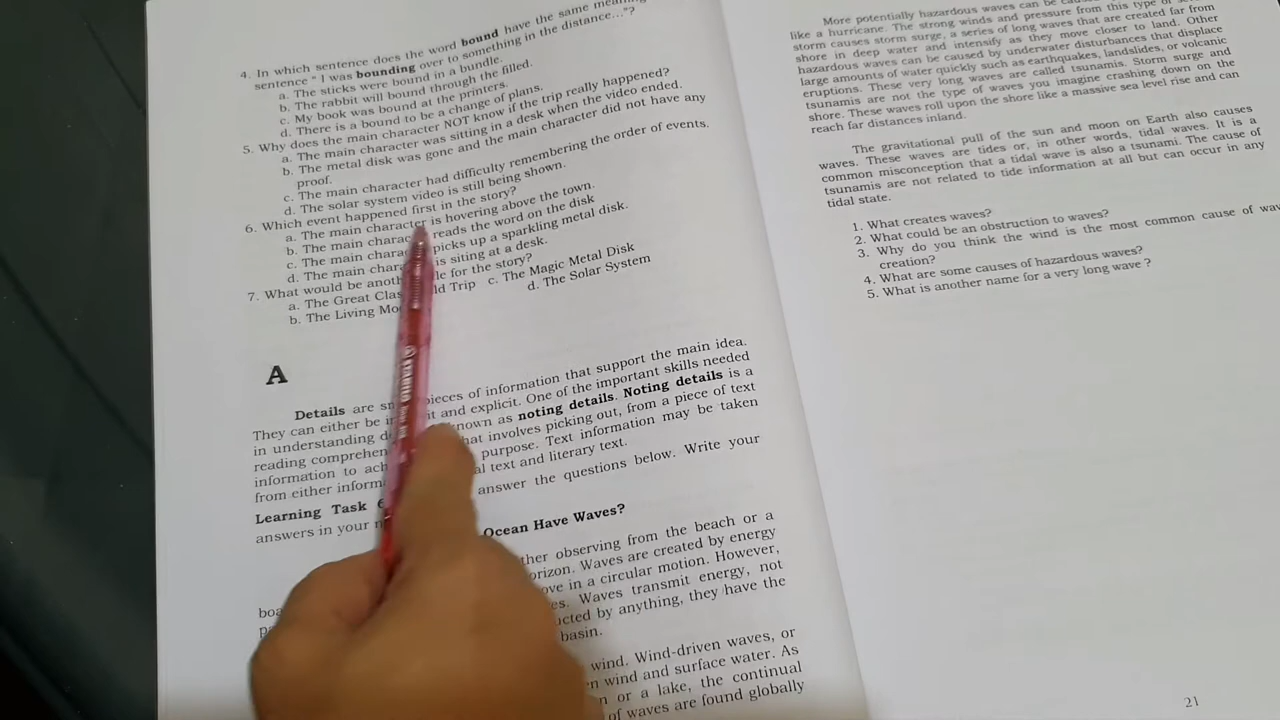 4. In which sentence does the word bound have the same meaning
sentence " I was bounding over to something in the distance..."?
a. The sticks were bound in a bundle.
b. The rabbit will bound through the filled.
c. My book was bound at the printers.
d. There is a bound to be a change of plans.
5. Why does the main character NOT know if the trip really happened?
a. The main character was sitting in a desk when the video ended.
b. The metal disk was gone and the main character did not have any
proof.
c. The main character had difficulty remembering the order of events.
d. The solar system video is still being shown.
6. Which event happened first in the story?
a. The main character is hovering above the town.
b. The main reads the word on the disk
c. The main picks up a sparkling metal disk.
d. The main is siting at a desk.
7. What would be for the story?
a. The Great Trip c. The Magic Metal Disk
b. The Living d. The Solar System
A
Details are pieces of information that support the main idea.
They can either be and explicit. One of the important skills needed
in understanding known as noting details. Noting details is a
reading that involves picking out, from a piece of text
information to purpose. Text information may be taken
from either text and literary text.
Learning Task answer the questions below. Write your
answers in your
Ocean Have Waves?
observing from the beach or a
Waves are created by energy
in a circular motion. However,
Waves transmit energy, not
by anything, they have the
basin.
wind. Wind-driven waves, or
wind and surface water. As
or a lake, the continual
of waves are found globally
More potentially hazardous waves can be
like a hurricane. The strong winds and pressure from this type of
storm causes storm surge, a series of long waves that are created far from
shore in deep water and intensify as they move closer to land. Other
hazardous waves can be caused by underwater disturbances that displace
large amounts of water quickly such as earthquakes, landslides, or volcanic
eruptions. These very long waves are called tsunamis. Storm surge and
tsunamis are not the type of waves you imagine crashing down on the
shore. These waves roll upon the shore like a massive sea level rise and can
reach far distances inland.
The gravitational pull of the sun and moon on Earth also causes
waves. These waves are tides or, in other words, tidal waves. It is a
common misconception that a tidal wave is also a tsunami. The cause of
tsunamis are not related to tide information at all but can occur in any
tidal state.
1. What creates waves?
2. What could be an obstruction to waves?
3. Why do you think the wind is the most common cause of
creation?
4. What are some causes of hazardous waves?
5. What is another name for a very long wave ?
21
STABILO